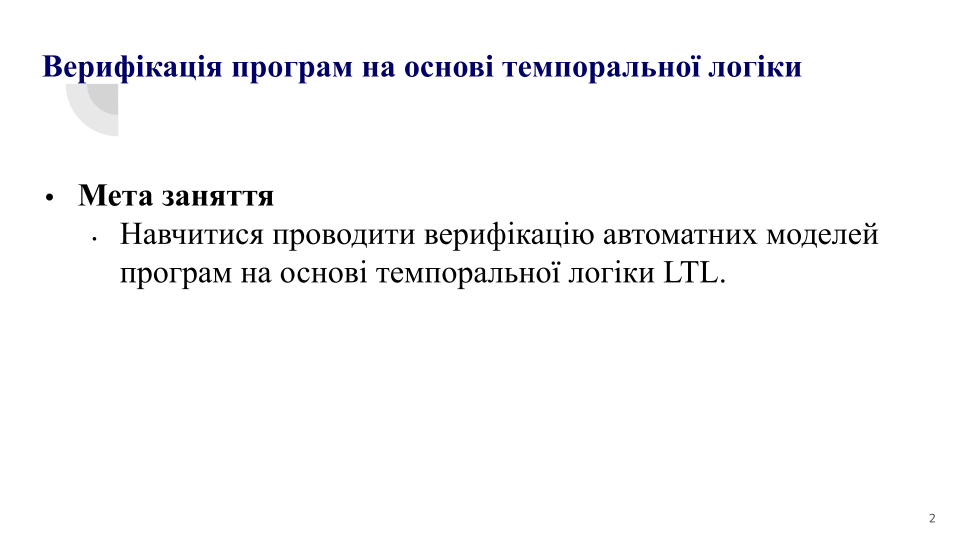 Верифікація програм на основі темпоральної логіки
• Мета заняття
• Навчитися проводити верифікацію автоматних моделей
програм на основі темпоральної логіки LTL.
2